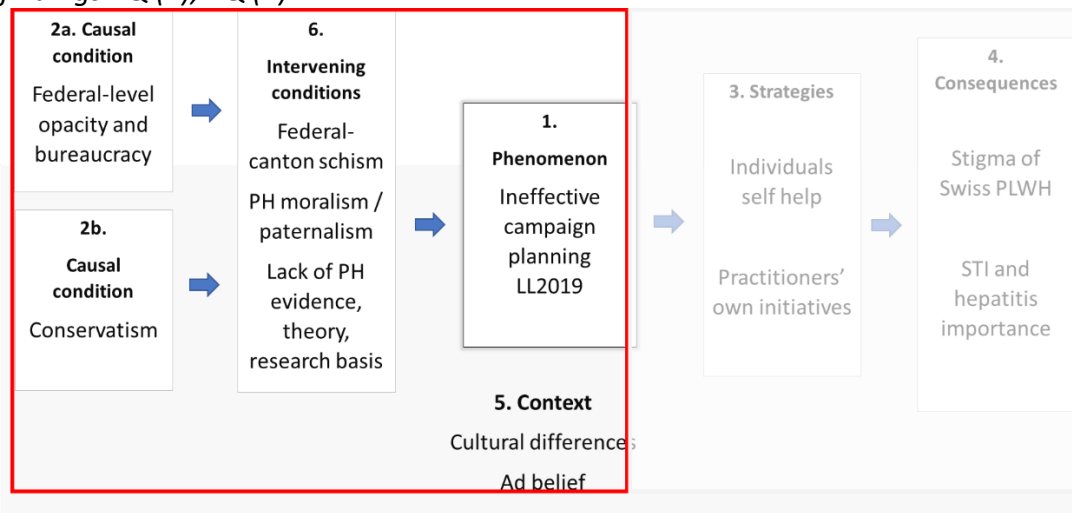 2a. Causal
condition
Federal-level
opacity and
bureaucracy
2b.
Causal
condition
Conservatism
6.
Intervening
conditions
Federal-
canton schism
PH moralism /
paternalism
Lack of PH
evidence,
theory,
research basis
1.
Phenomenon
Ineffective
campaign
planning
LL2019
5. Context
Cultural differences
Ad belief
3. Strategies
Individuals
self help
Practitioners’
own initiatives
4.
Consequences
Stigma of
Swiss PLWH
STI and
hepatitis
importance